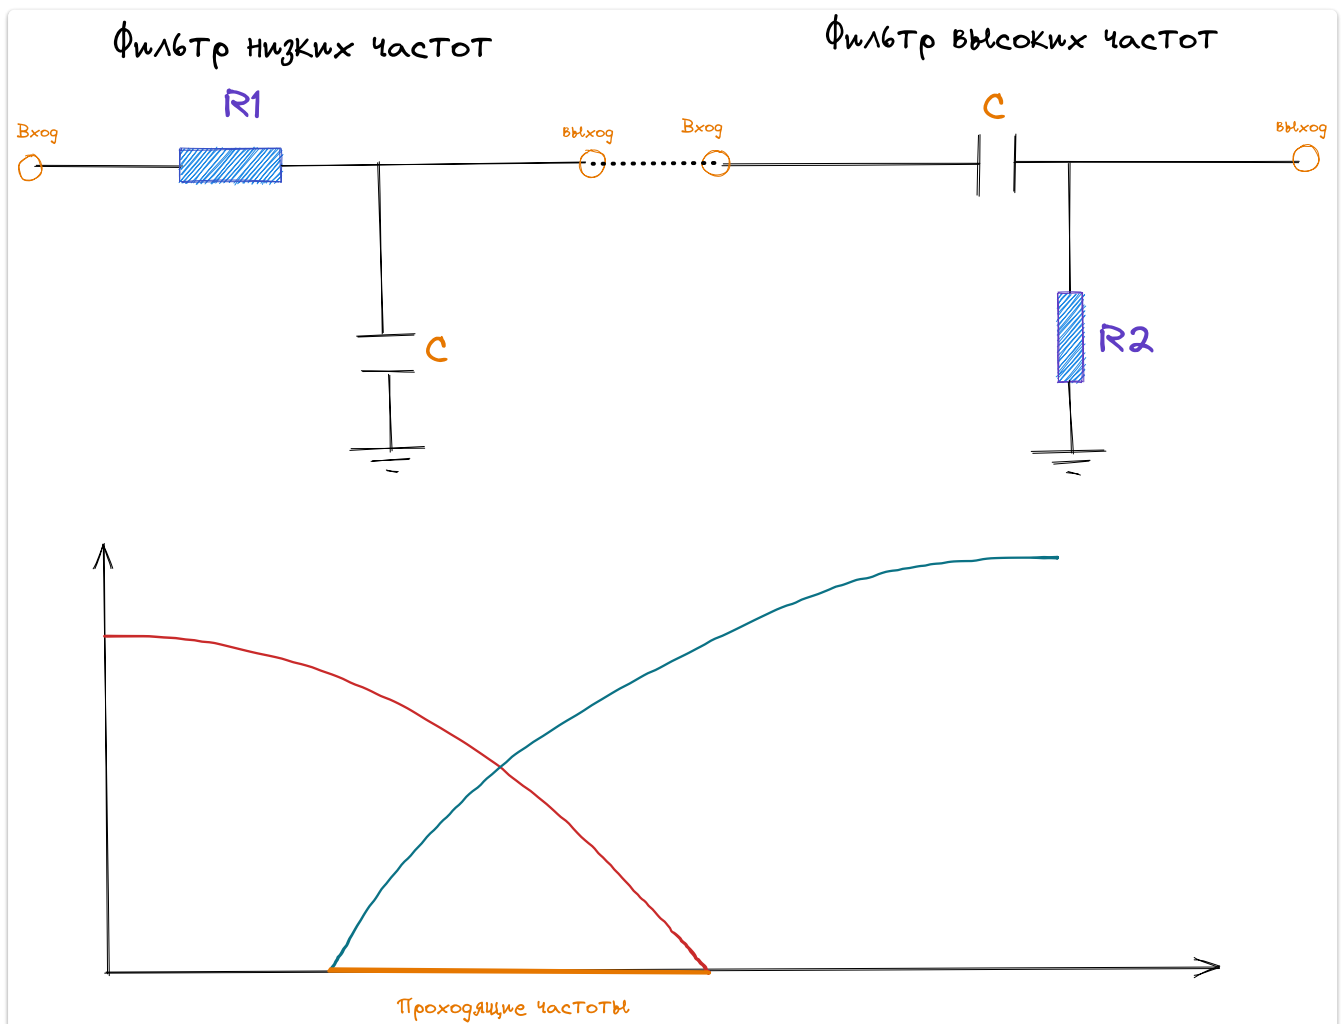 Фильтр низких частот
Фильтр высоких частот
R1
C
Вход
выход
Вход
выход
C
R2
Проходящие частоты